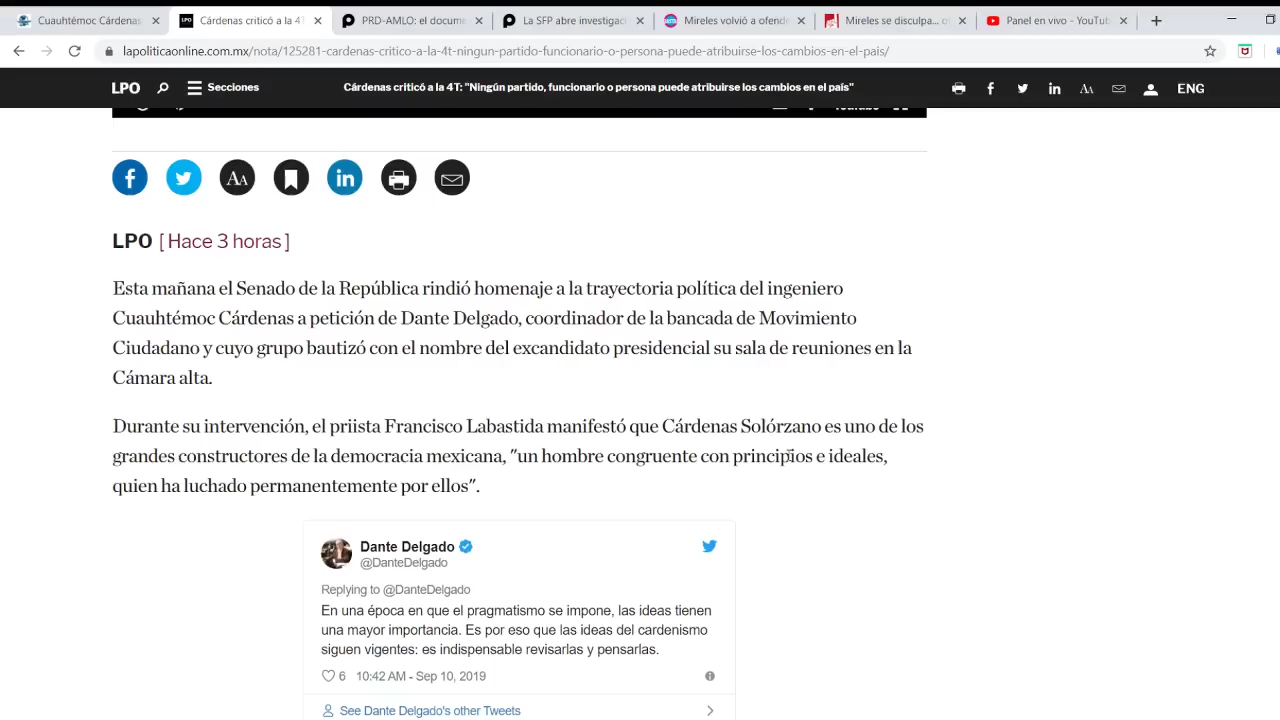 Cuauhtémoc Cárdenas
Cárdenas criticó a la 4T
PRD-AMLO: el docume
La SFP abre investigac
Mireles volvió a ofende
Mireles se disculpa... o
Panel en vivo - YouTu
lapoliticaonline.com.mx/nota/125281-cardenas-critico-a-la-4t-ningun-partido-funcionario-o-persona-puede-atribuirse-los-cambios-en-el-pais/
LPO Secciones Cárdenas criticó a la 4T: "Ningún partido, funcionario o persona puede atribuirse los cambios en el país" AA ENG
AA
LPO [ Hace 3 horas ]
Esta mañana el Senado de la República rindió homenaje a la trayectoria política del ingeniero
Cuauhtémoc Cárdenas a petición de Dante Delgado, coordinador de la bancada de Movimiento
Ciudadano y cuyo grupo bautizó con el nombre del excandidato presidencial su sala de reuniones en la
Cámara alta.
Durante su intervención, el priista Francisco Labastida manifestó que Cárdenas Solórzano es uno de los
grandes constructores de la democracia mexicana, "un hombre congruente con principios e ideales,
quien ha luchado permanentemente por ellos".
Dante Delgado
@DanteDelgado
Replying to @DanteDelgado
En una época en que el pragmatismo se impone, las ideas tienen
una mayor importancia. Es por eso que las ideas del cardenismo
siguen vigentes: es indispensable revisarlas y pensarlas.
6 10:42 AM - Sep 10, 2019
See Dante Delgado's other Tweets